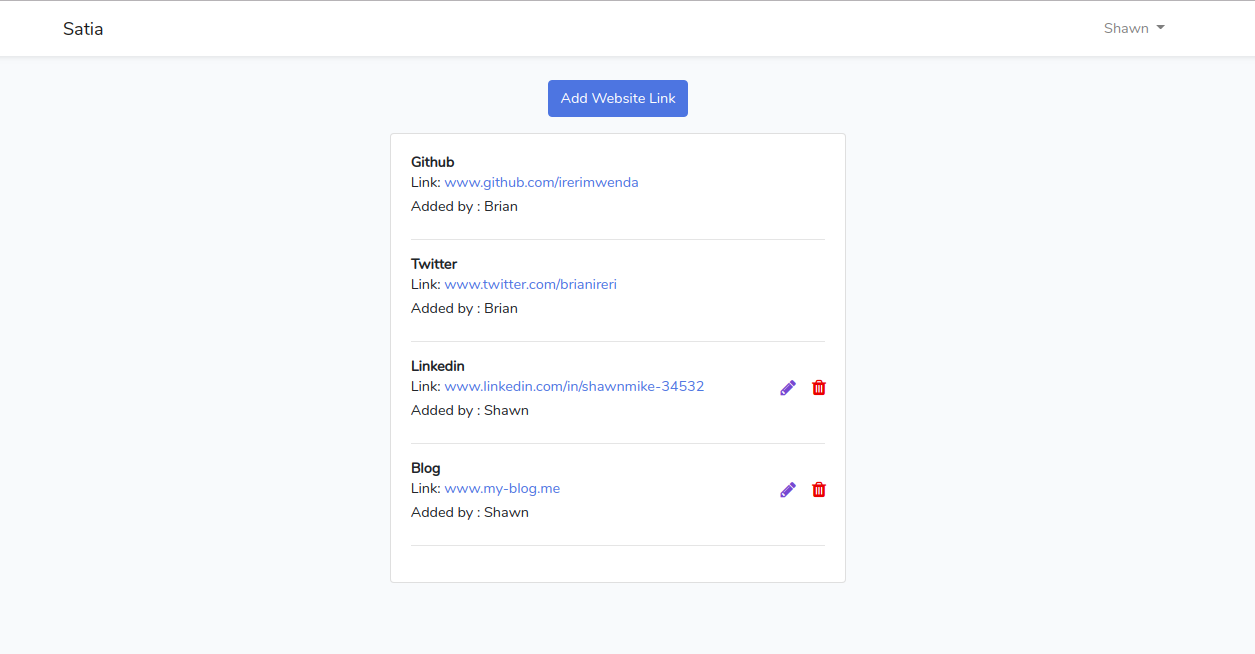 Satia
Shawn
Add Website Link
Github
Link: www.github.com/irerimwenda
Added by : Brian
Twitter
Link: www.twitter.com/brianireri
Added by : Brian
Linkedin
Link: www.linkedin.com/in/shawnmike-34532
Added by : Shawn
Blog
Link: www.my-blog.me
Added by : Shawn